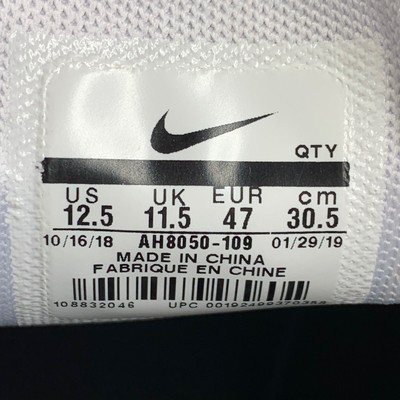 QTY
US UK EUR cm
12.5 11.5 47 30.5
10/16/18 AH8050-109 01/29/19
MADE IN CHINA
FABRIQUE EN CHINE
108832046 UPC 00192499370358